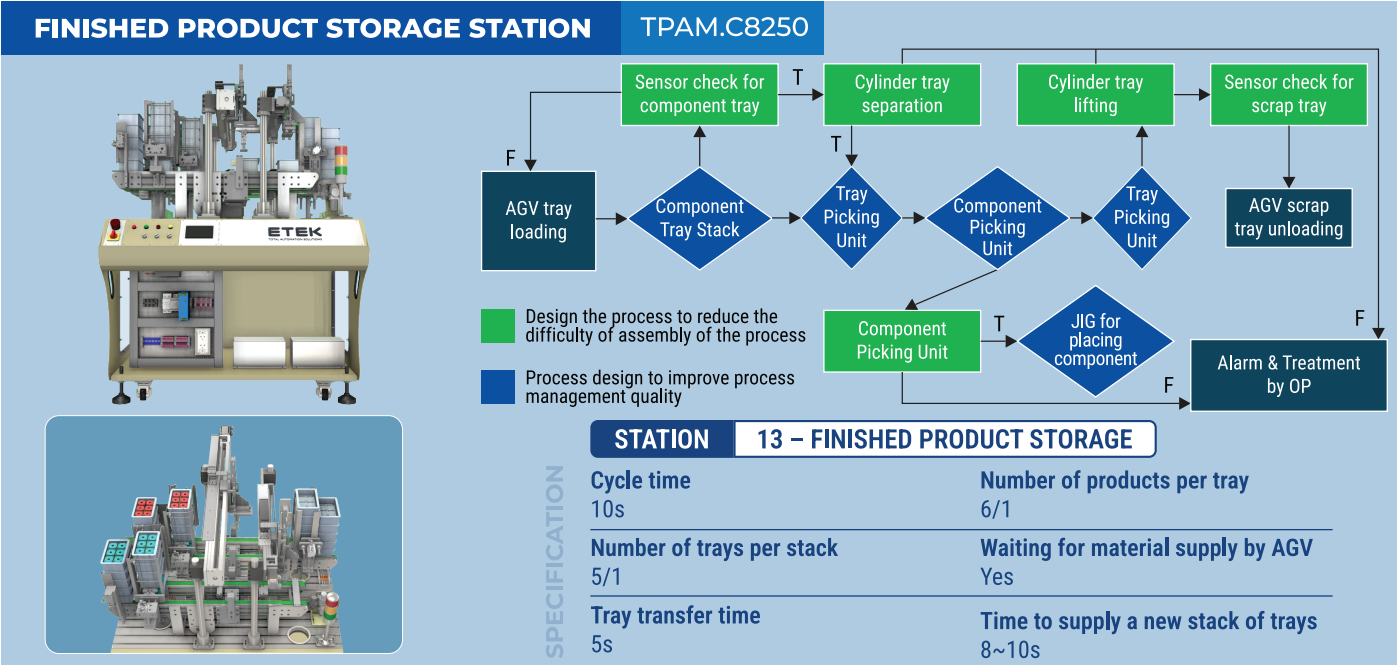 FINISHED PRODUCT STORAGE STATION
TPAM.C8250
Sensor check for
component tray
T
Cylinder tray
separation
Cylinder tray
lifting
Sensor check for
scrap tray
F
T
AGV tray
loading
Component
Tray Stack
Tray
Picking
Unit
Component
Picking
Unit
Tray
Picking
Unit
AGV scrap
tray unloading
ETEK
TOTAL AUTOMATION SOLUTIONS
Design the process to reduce the
difficulty of assembly of the process
Component
Picking Unit
T
JIG for
placing
component
F
Alarm & Treatment
by OP
F
Process design to improve process
management quality
STATION
13 – FINISHED PRODUCT STORAGE
SPECIFICATION
Cycle time
10s
Number of products per tray
6/1
Number of trays per stack
5/1
Waiting for material supply by AGV
Yes
Tray transfer time
5s
Time to supply a new stack of trays
8~10s